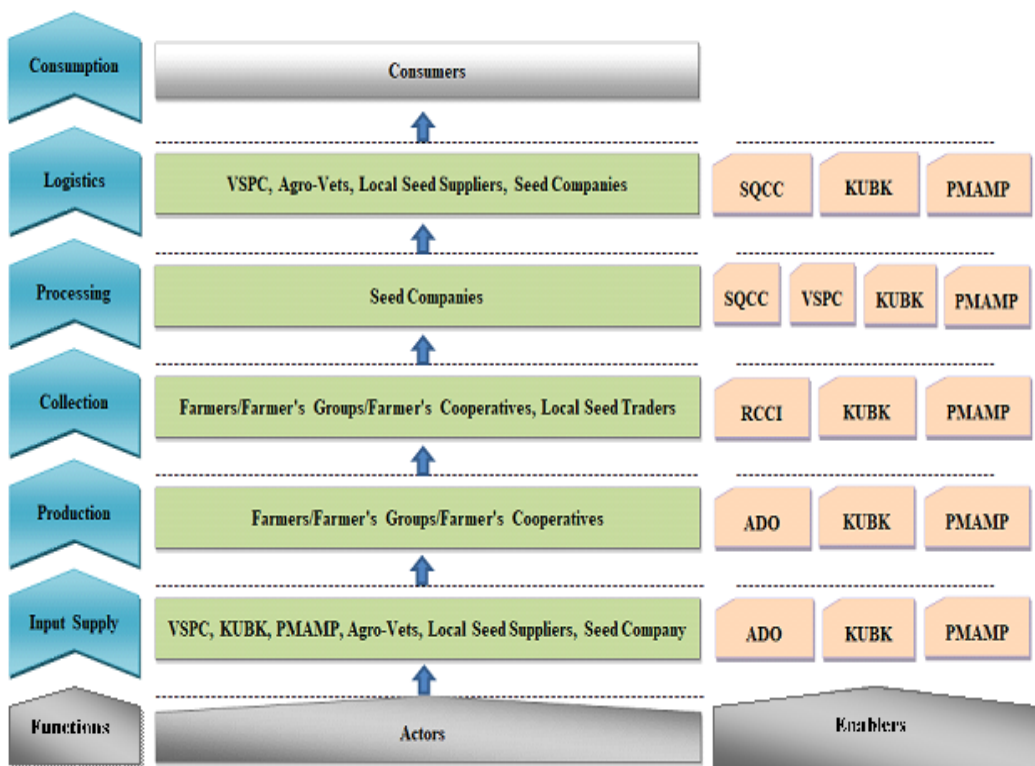 Consumption
Consumers
Logistics
VSPC, Agro-Vets, Local Seed Suppliers, Seed Companies
SQCC
KUBK
PMAMP
Processing
Seed Companies
SQCC
VSPC
KUBK
PMAMP
Collection
Farmers/Farmer's Groups/Farmer's Cooperatives, Local Seed Traders
RCCI
KUBK
PMAMP
Production
Farmers/Farmer's Groups/Farmer's Cooperatives
ADO
KUBK
PMAMP
Input Supply
VSPC, KUBK, PMAMP, Agro-Vets, Local Seed Suppliers, Seed Company
ADO
KUBK
PMAMP
Functions
Actors
Enablers